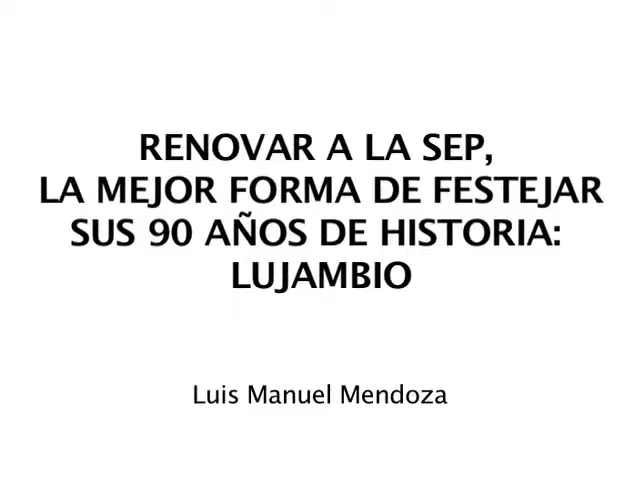 RENOVAR A LA SEP,
LA MEJOR FORMA DE FESTEJAR
SUS 90 AÑOS DE HISTORIA:
LUJAMBIO
Luis Manuel Mendoza